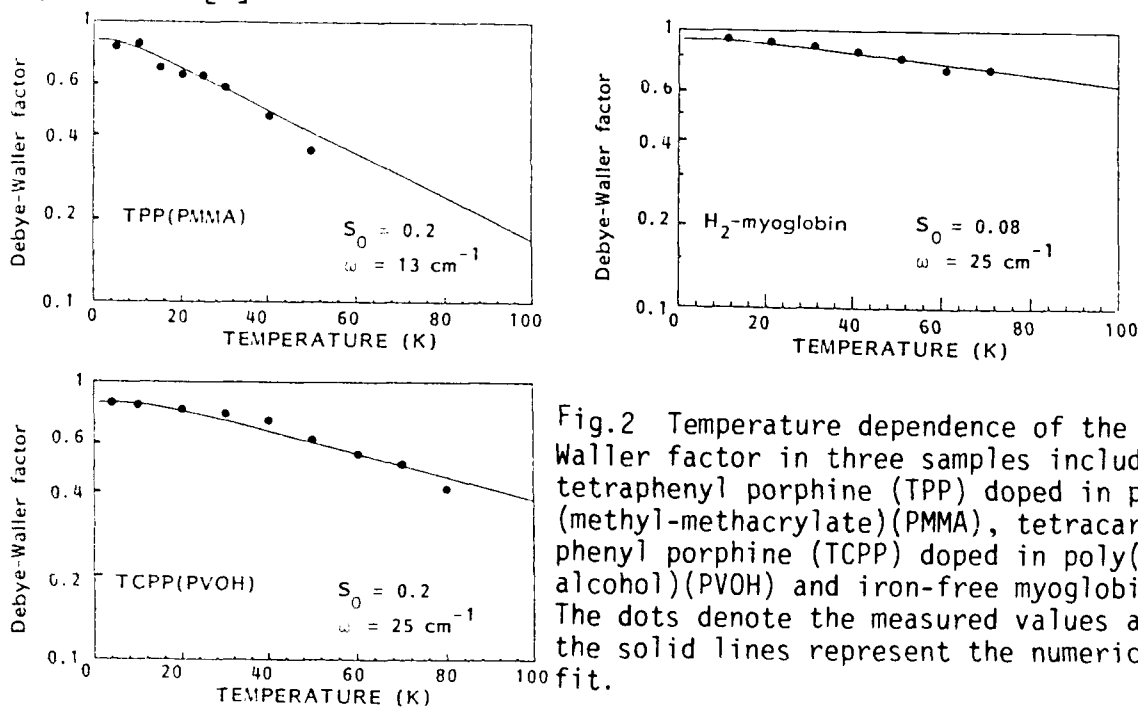 1
0.6
0.4
0.2
0.1
Debye-Waller factor
TPP(PMMA)
S0 = 0.2
ω = 13 cm-1
0 20 40 60 80 100
TEMPERATURE (K)
1
0.6
0.2
0.1
Debye-Waller factor
H2-myoglobin
S0 = 0.08
ω = 25 cm-1
0 20 40 60 80 100
TEMPERATURE (K)
1
0.6
0.4
0.2
0.1
Debye-Waller factor
TCPP(PVOH)
S0 = 0.2
ω = 25 cm-1
0 20 40 60 80 100
TEMPERATURE (K)
Fig.2 Temperature dependence of the
Waller factor in three samples includ
tetraphenyl porphine (TPP) doped in p
(methyl-methacrylate)(PMMA), tetracar
phenyl porphine (TCPP) doped in poly(
alcohol)(PVOH) and iron-free myoglobi
The dots denote the measured values a
the solid lines represent the numeric
fit.